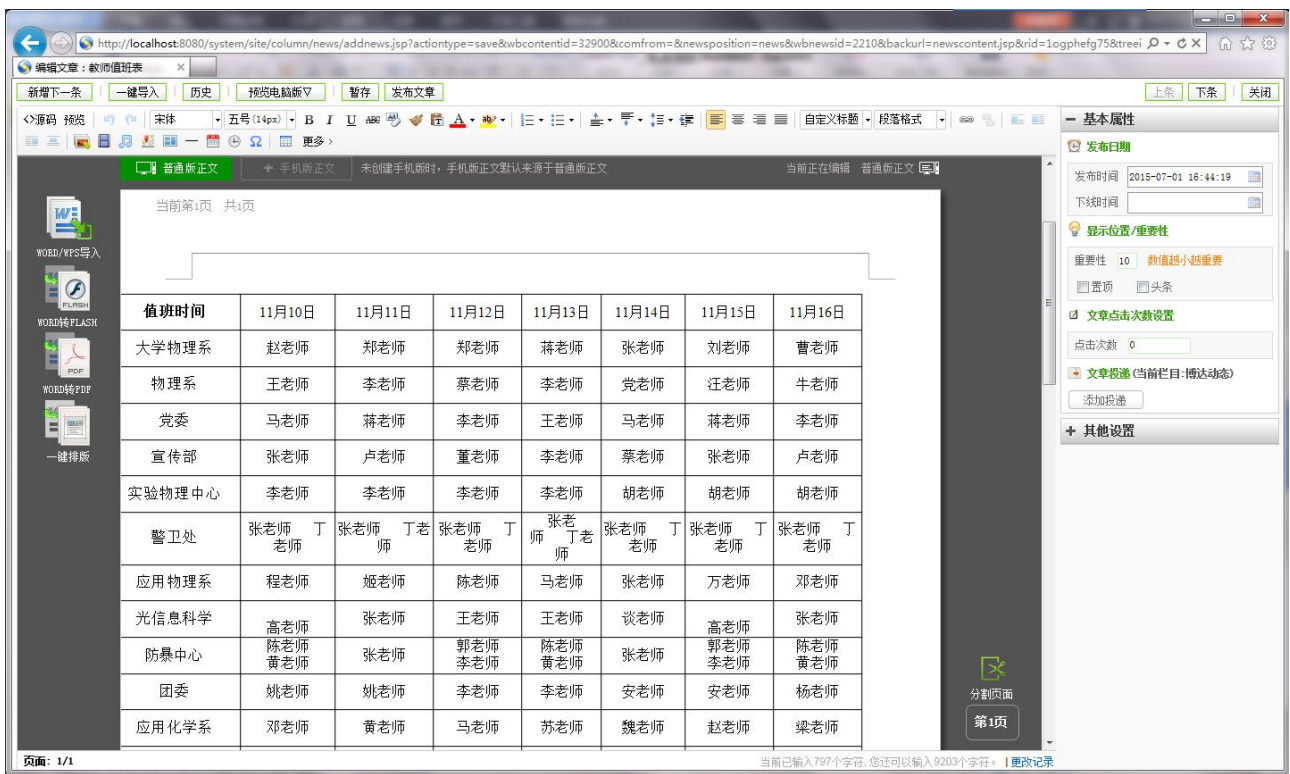 http://localhost:8080/system/site/column/news/addnews.jsp?actiontype=save&wbcontentid=32900&comfrom=&newsposition=news&wbnewsid=2210&backurl=newscontent.jsp&rid=1ogphefg75&treei
编辑文章：教师值班表
新增下一条 一键导入 历史 预览电脑版▽ 暂存 发布文章 上条 下条 关闭
<>源码 预览 宋体 五号(14px) B I U ABC A 自定义标题 段落格式
更多
普通版正文 + 手机版正文 未创建手机版时，手机版正文默认来源于普通版正文 当前正在编辑 普通版正文
当前第1页 共1页
WORD/WPS导入
FLASH
WORD转FLASH
PDF
WORD转PDF
一键排版
值班时间 11月10日 11月11日 11月12日 11月13日 11月14日 11月15日 11月16日
大学物理系 赵老师 郑老师 郑老师 蒋老师 张老师 刘老师 曹老师
物理系 王老师 李老师 蔡老师 李老师 党老师 汪老师 牛老师
党委 马老师 蒋老师 李老师 王老师 马老师 蒋老师 李老师
宣传部 张老师 卢老师 董老师 李老师 蔡老师 张老师 卢老师
实验物理中心 李老师 李老师 李老师 李老师 胡老师 胡老师 胡老师
警卫处 张老师 丁老师 张老师 丁老师 张老师 丁老师 张老师 丁老师 张老师 丁老师 张老师 丁老师 张老师 丁老师
应用物理系 程老师 姬老师 陈老师 马老师 张老师 万老师 邓老师
光信息科学 高老师 张老师 王老师 王老师 谈老师 高老师 张老师
防暴中心 陈老师 黄老师 张老师 郭老师 李老师 陈老师 黄老师 张老师 郭老师 李老师 陈老师 黄老师
团委 姚老师 姚老师 李老师 李老师 安老师 安老师 杨老师
应用化学系 邓老师 黄老师 马老师 苏老师 魏老师 赵老师 梁老师
分割页面
第1页
基本属性
发布日期
发布时间 2015-07-01 16:44:19
下线时间
显示位置/重要性
重要性 10 数值越小越重要
置顶 头条
文章点击次数设置
点击次数 0
文章投递(当前栏目:博达动态)
添加投递
+ 其他设置
页面: 1/1 当前已输入797个字符, 您还可以输入9203个字符。 | 更改记录